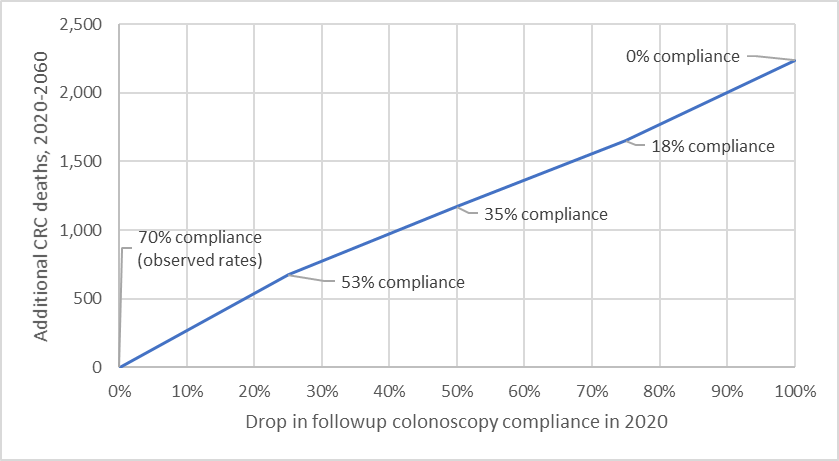 2,500
2,000
1,500
1,000
500
0
Additional CRC deaths, 2020-2060
0% compliance
18% compliance
35% compliance
70% compliance
(observed rates)
53% compliance
0% 10% 20% 30% 40% 50% 60% 70% 80% 90% 100%
Drop in followup colonoscopy compliance in 2020